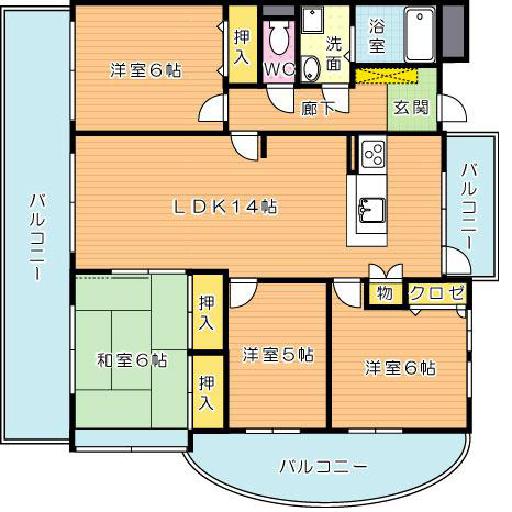 押入
洗面
浴室
洋室6帖
WC
廊下
玄関
バルコニー
バルコニー
LDK14帖
物
クロゼ
押入
和室6帖
洋室5帖
洋室6帖
押入
バルコニー